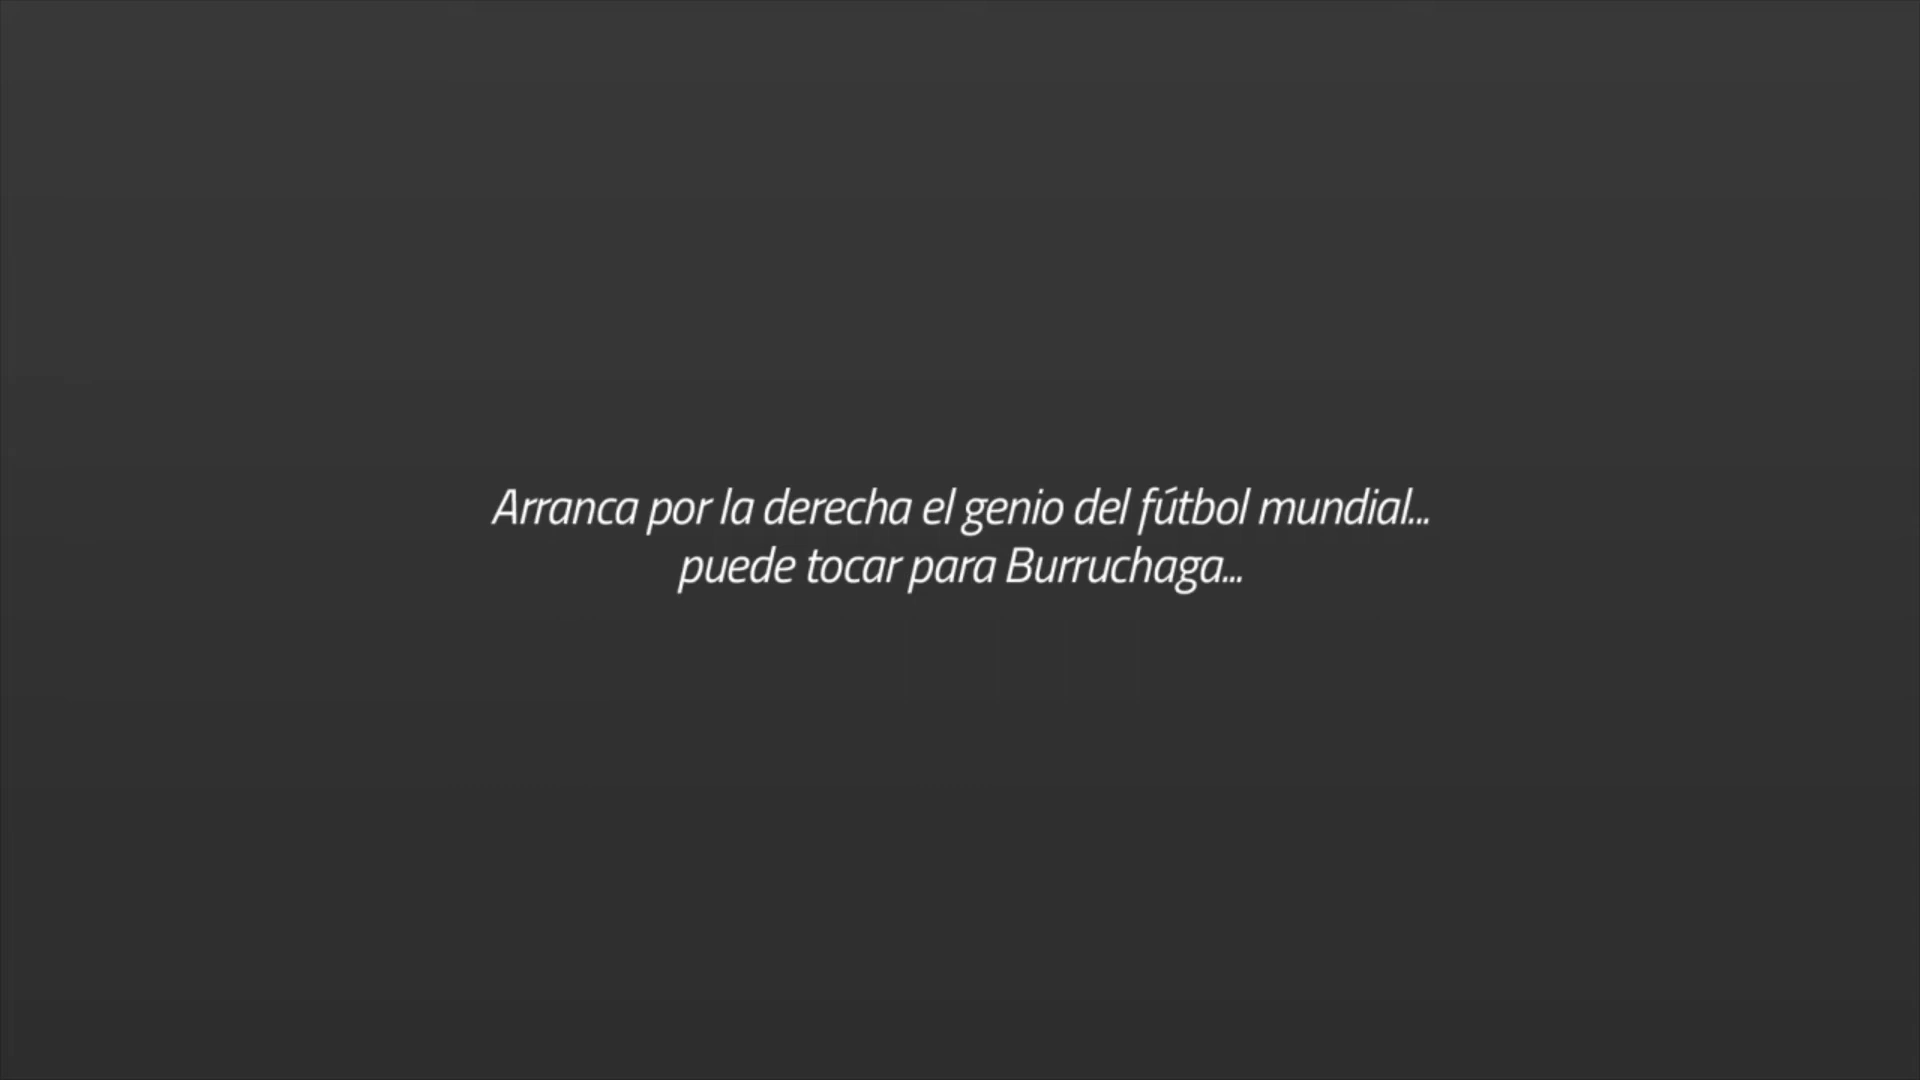 Arranca por la derecha el genio del fútbol mundial...
puede tocar para Burruchaga...